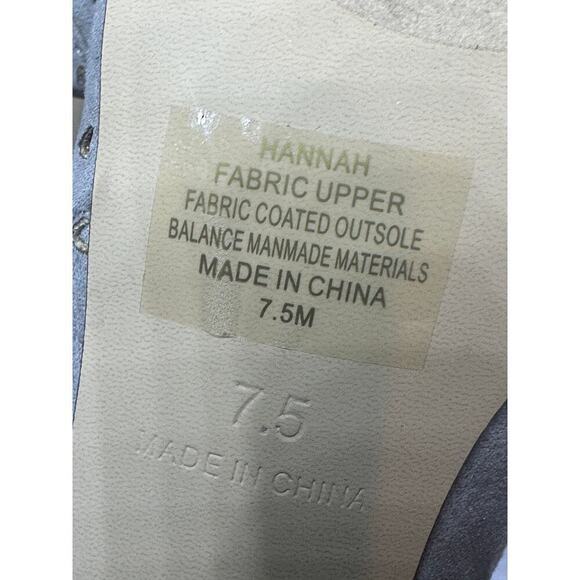 HANNAH
FABRIC UPPER
FABRIC COATED OUTSOLE
BALANCE MANMADE MATERIALS
MADE IN CHINA
7.5M
7.5
MADE IN CHINA